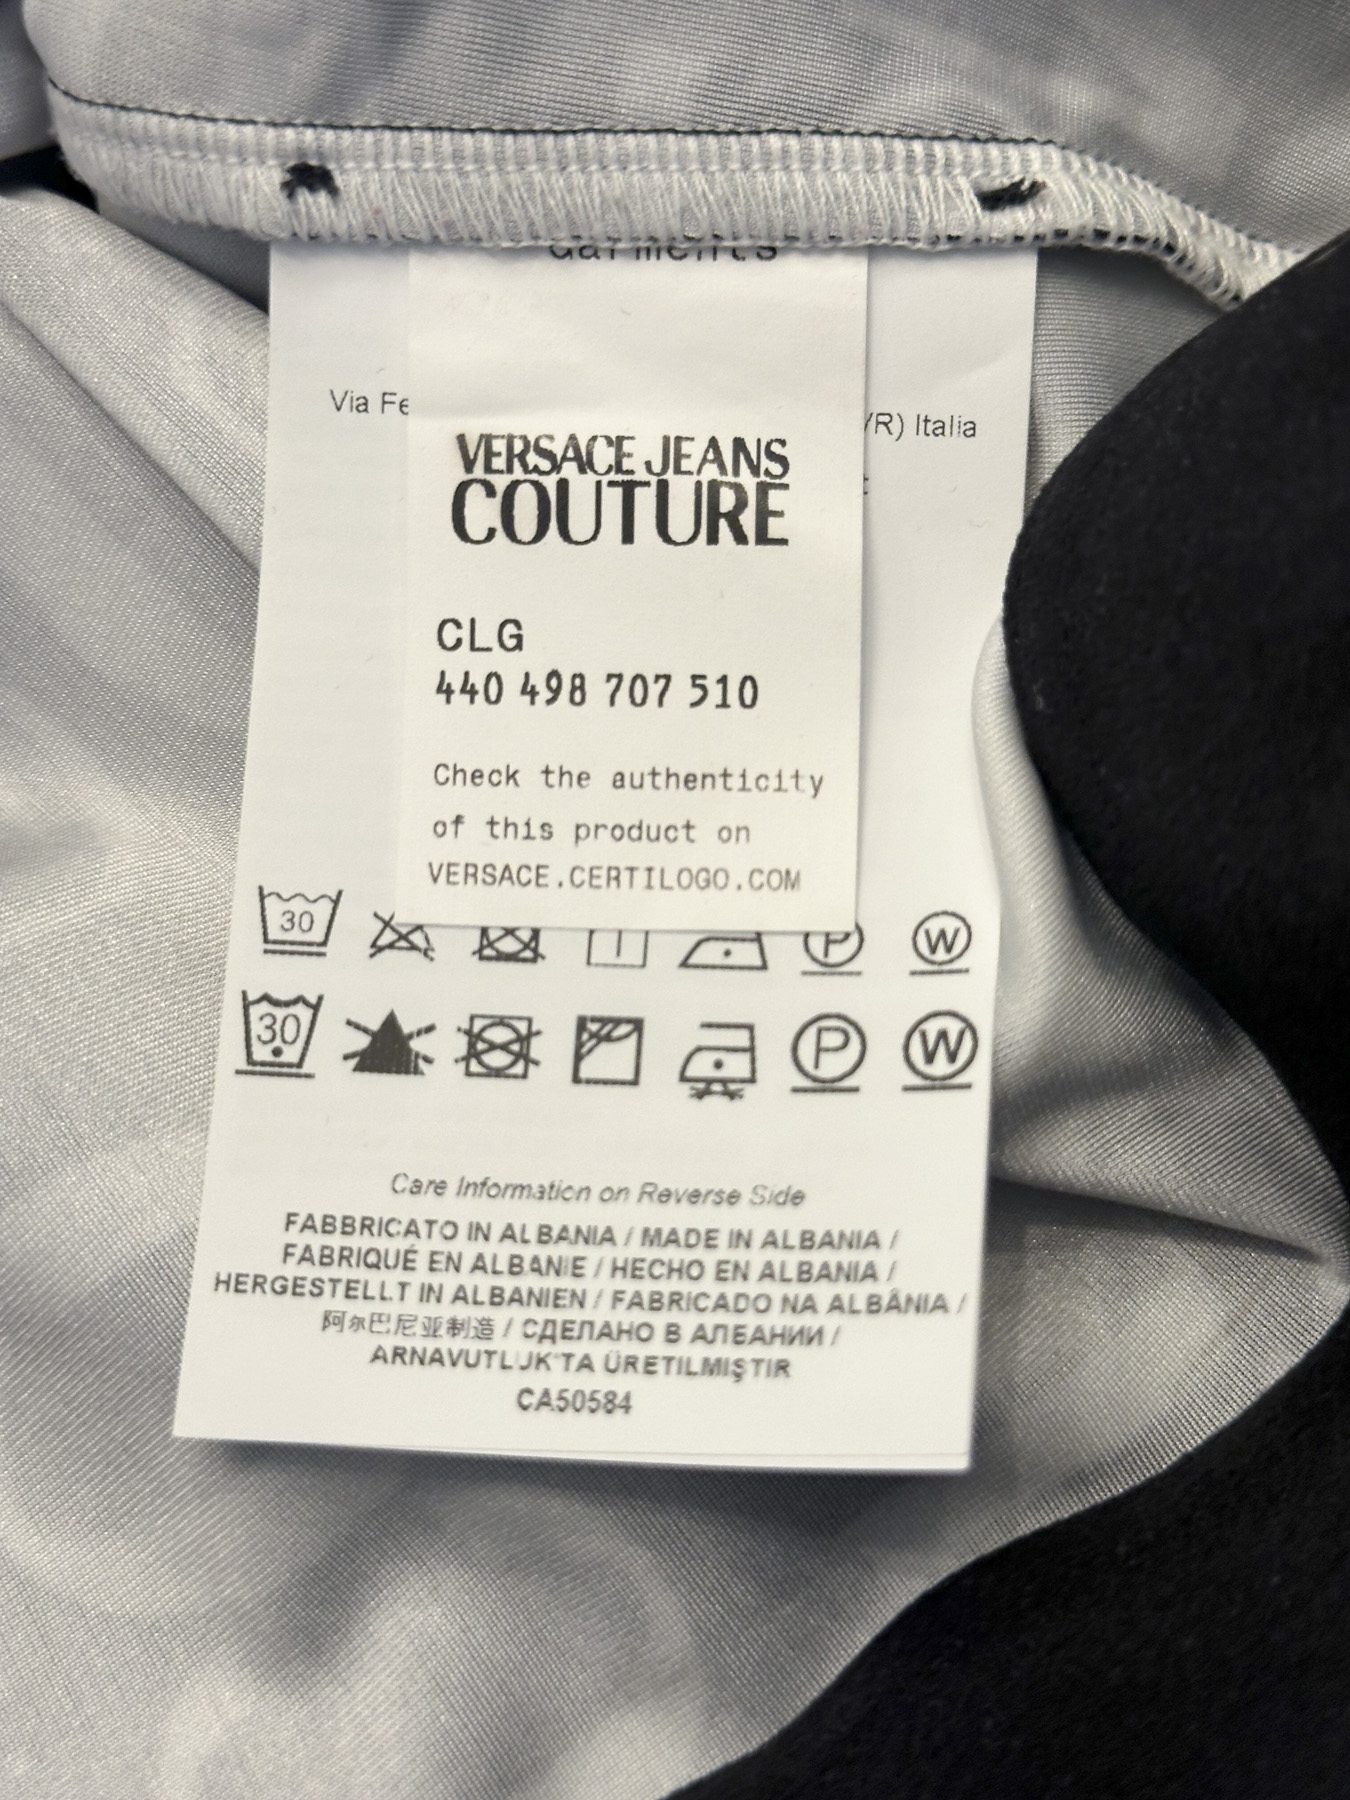 Garments
Via Fe
VR) Italia
VERSACE JEANS
COUTURE
CLG
440 498 707 510
Check the authenticity
of this product on
VERSACE.CERTILOGO.COM
30
P
W
30
P
W
Care Information on Reverse Side
FABBRICATO IN ALBANIA / MADE IN ALBANIA /
FABRIQUÉ EN ALBANIE / HECHO EN ALBANIA /
HERGESTELLT IN ALBANIEN / FABRICADO NA ALBÂNIA /
阿尔巴尼亚制造 / СДЕЛАНО В АЛБАНИИ /
ARNAVUTLUK'TA ÜRETILMIŞTIR
CA50584